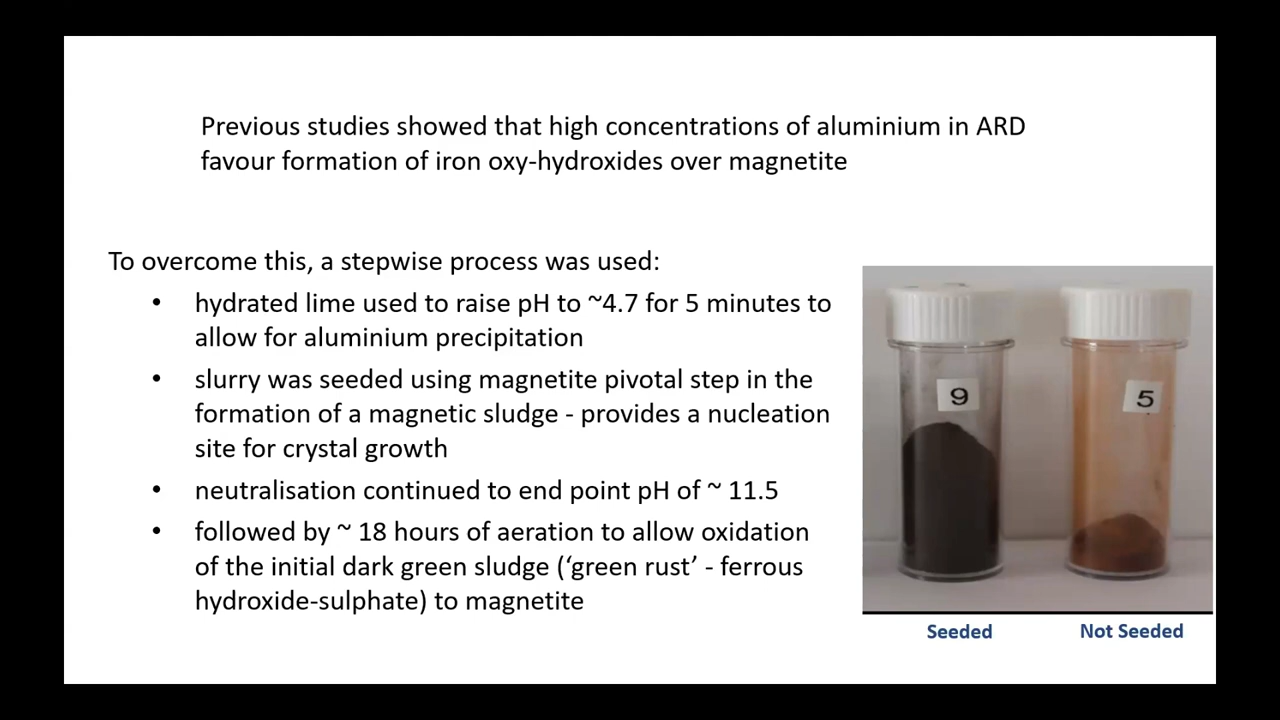 Previous studies showed that high concentrations of aluminium in ARD
favour formation of iron oxy-hydroxides over magnetite
To overcome this, a stepwise process was used:
• hydrated lime used to raise pH to ~4.7 for 5 minutes to
allow for aluminium precipitation
• slurry was seeded using magnetite pivotal step in the
formation of a magnetic sludge - provides a nucleation
site for crystal growth
• neutralisation continued to end point pH of ~ 11.5
• followed by ~ 18 hours of aeration to allow oxidation
of the initial dark green sludge (‘green rust’ - ferrous
hydroxide-sulphate) to magnetite
9
5
Seeded
Not Seeded